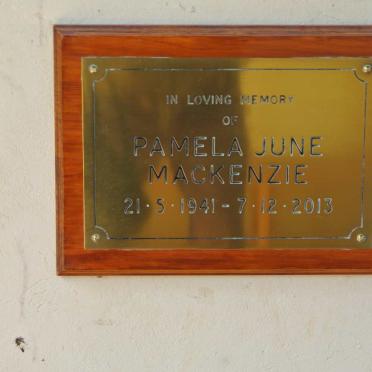 IN LOVING MEMORY
OF
PAMELA JUNE
MACKENZIE
21·5·1941-7·12·2013